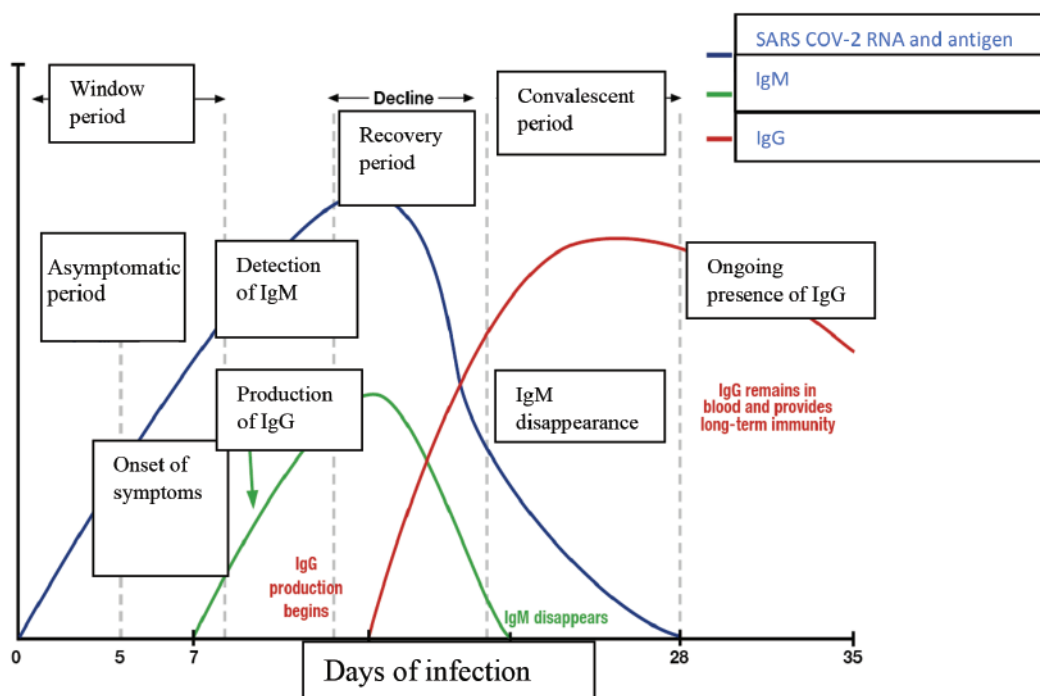 SARS COV-2 RNA and antigen
IgM
IgG
Window
period
Decline
Convalescent
period
Recovery
period
Asymptomatic
period
Detection
of IgM
Ongoing
presence of IgG
Production
of IgG
IgM
disappearance
IgG remains in
blood and provides
long-term immunity
Onset of
symptoms
IgG
production
begins
IgM disappears
0
5
7
28
35
Days of infection